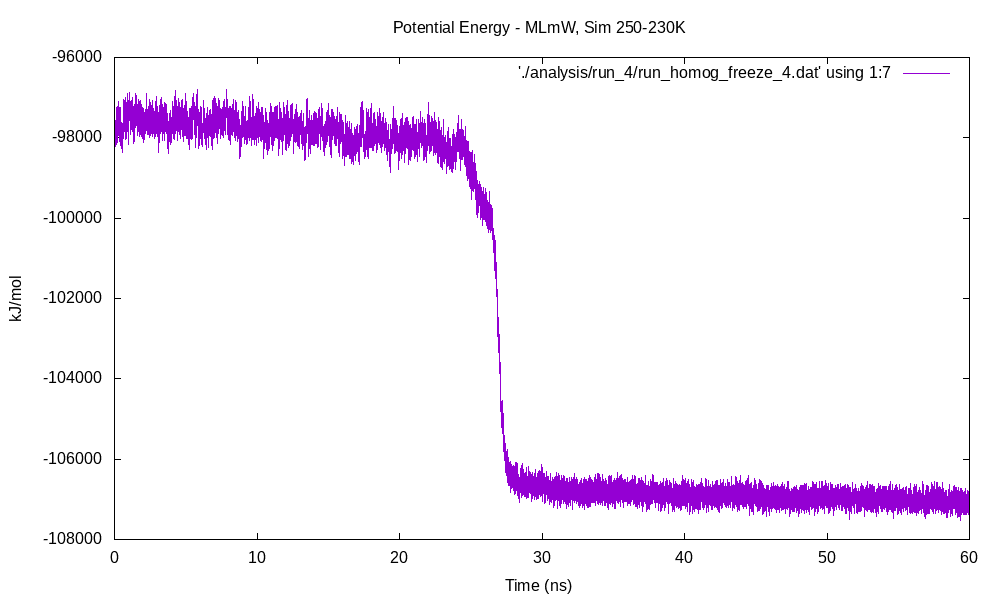 Potential Energy - MLmW, Sim 250-230K
'./analysis/run_4/run_homog_freeze_4.dat' using 1:7
-96000
-98000
-100000
-102000
-104000
-106000
-108000
kJ/mol
0 10 20 30 40 50 60
Time (ns)